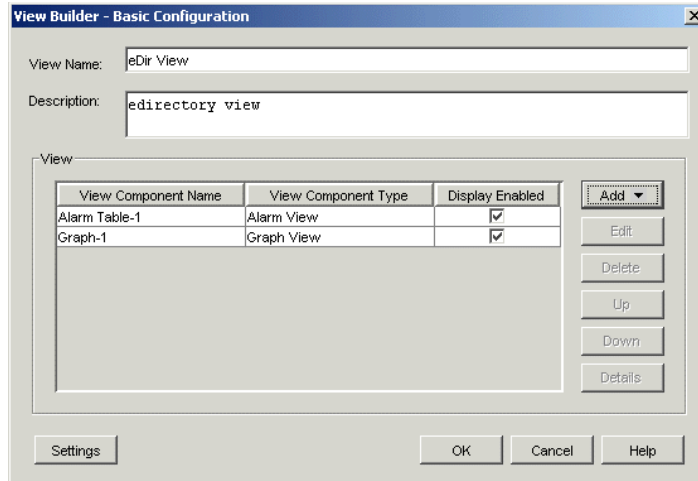 View Builder - Basic Configuration
View Name: eDir View
Description: edirectory view
View
View Component Name View Component Type Display Enabled
Alarm Table-1 Alarm View
Graph-1 Graph View
Add
Edit
Delete
Up
Down
Details
Settings OK Cancel Help